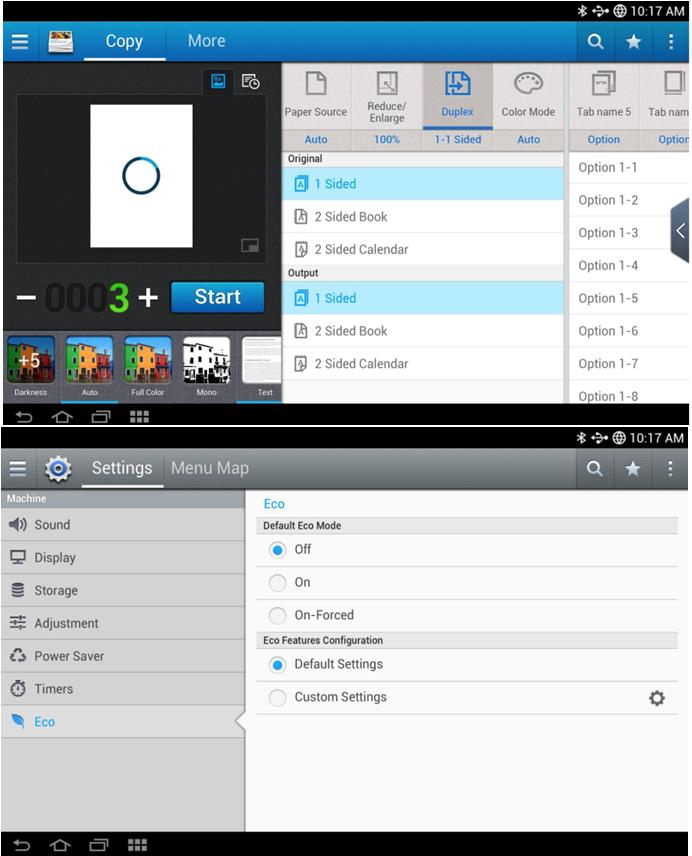 10:17 AM
Copy
More
Paper Source
Reduce/
Enlarge
Duplex
Color Mode
Tab name 5
Tab nam
Auto
100%
1-1 Sided
Auto
Option
Option
Original
1 Sided
2 Sided Book
2 Sided Calendar
Output
1 Sided
2 Sided Book
2 Sided Calendar
Option 1-1
Option 1-2
Option 1-3
Option 1-4
Option 1-5
Option 1-6
Option 1-7
Option 1-8
− 0003 +
Start
+5
Darkness
Auto
Full Color
Mono
Text
10:17 AM
Settings
Menu Map
Machine
Sound
Display
Storage
Adjustment
Power Saver
Timers
Eco
Eco
Default Eco Mode
Off
On
On-Forced
Eco Features Configuration
Default Settings
Custom Settings